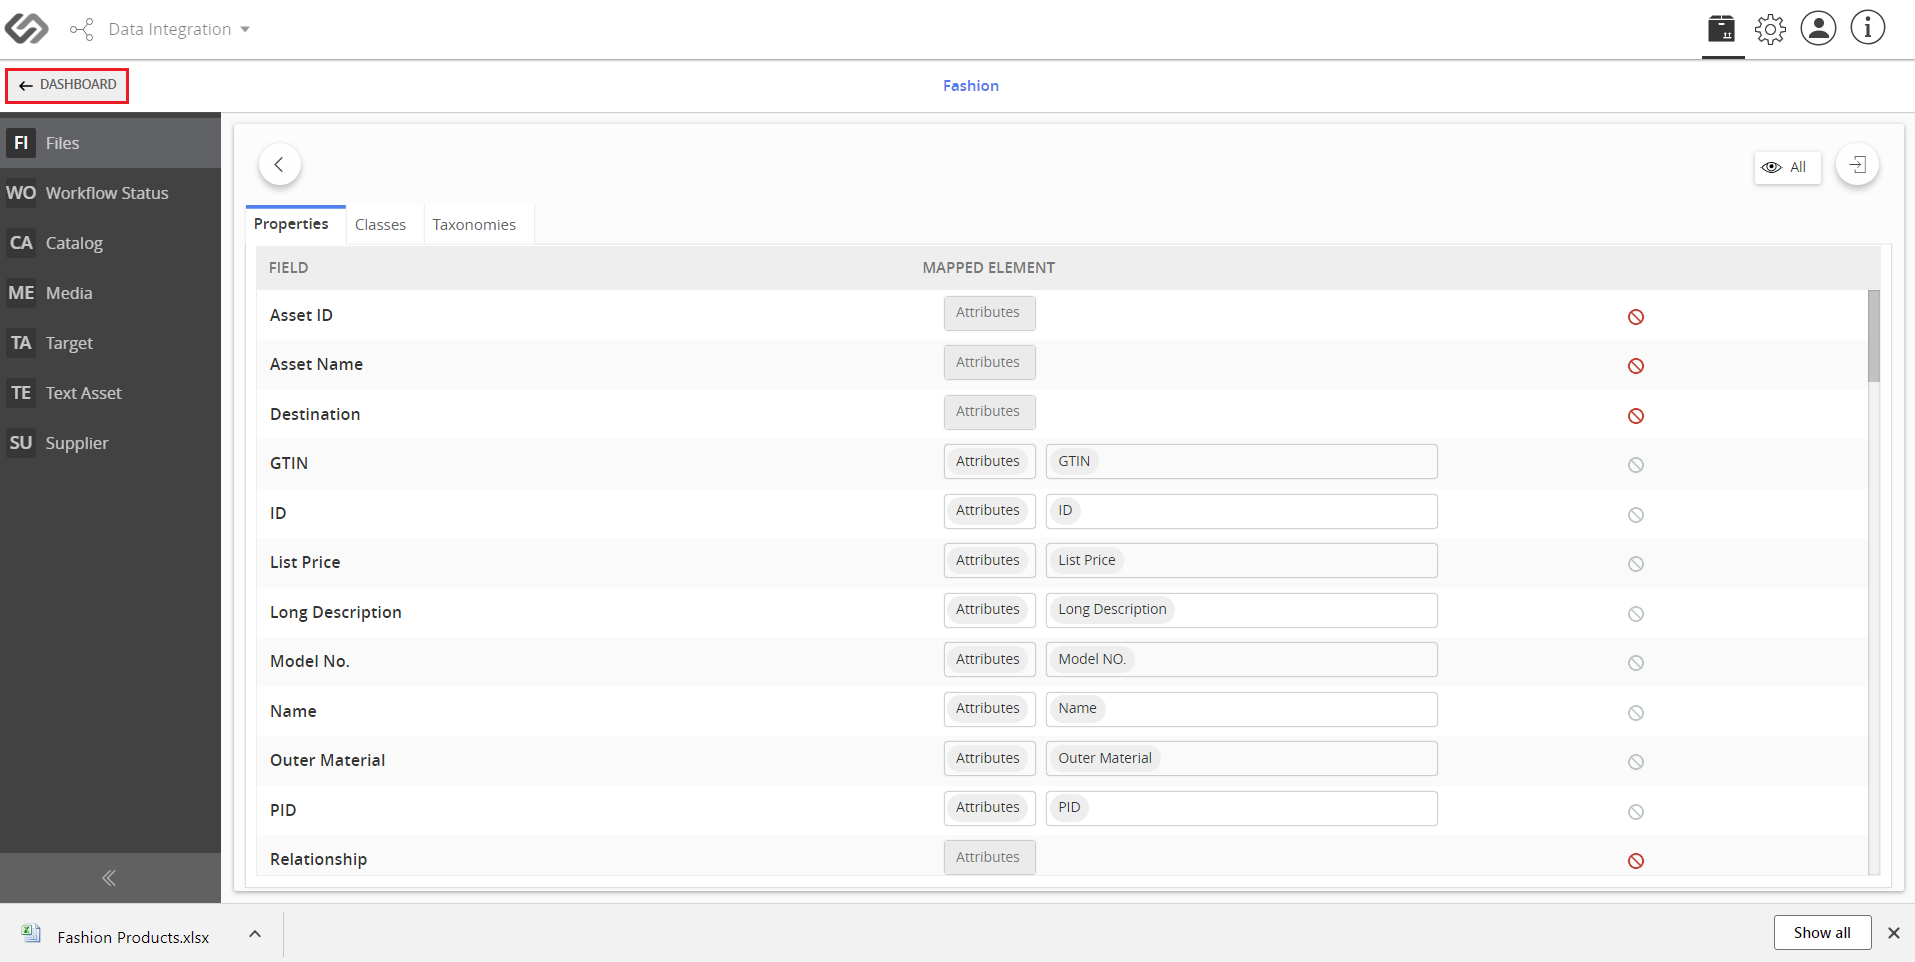 Data Integration
DASHBOARD
Fashion
FI Files
WO Workflow Status
CA Catalog
ME Media
TA Target
TE Text Asset
SU Supplier
All
Properties Classes Taxonomies
FIELD MAPPED ELEMENT
Asset ID Attributes
Asset Name Attributes
Destination Attributes
GTIN Attributes GTIN
ID Attributes ID
List Price Attributes List Price
Long Description Attributes Long Description
Model No. Attributes Model NO.
Name Attributes Name
Outer Material Attributes Outer Material
PID Attributes PID
Relationship Attributes
Fashion Products.xlsx
Show all